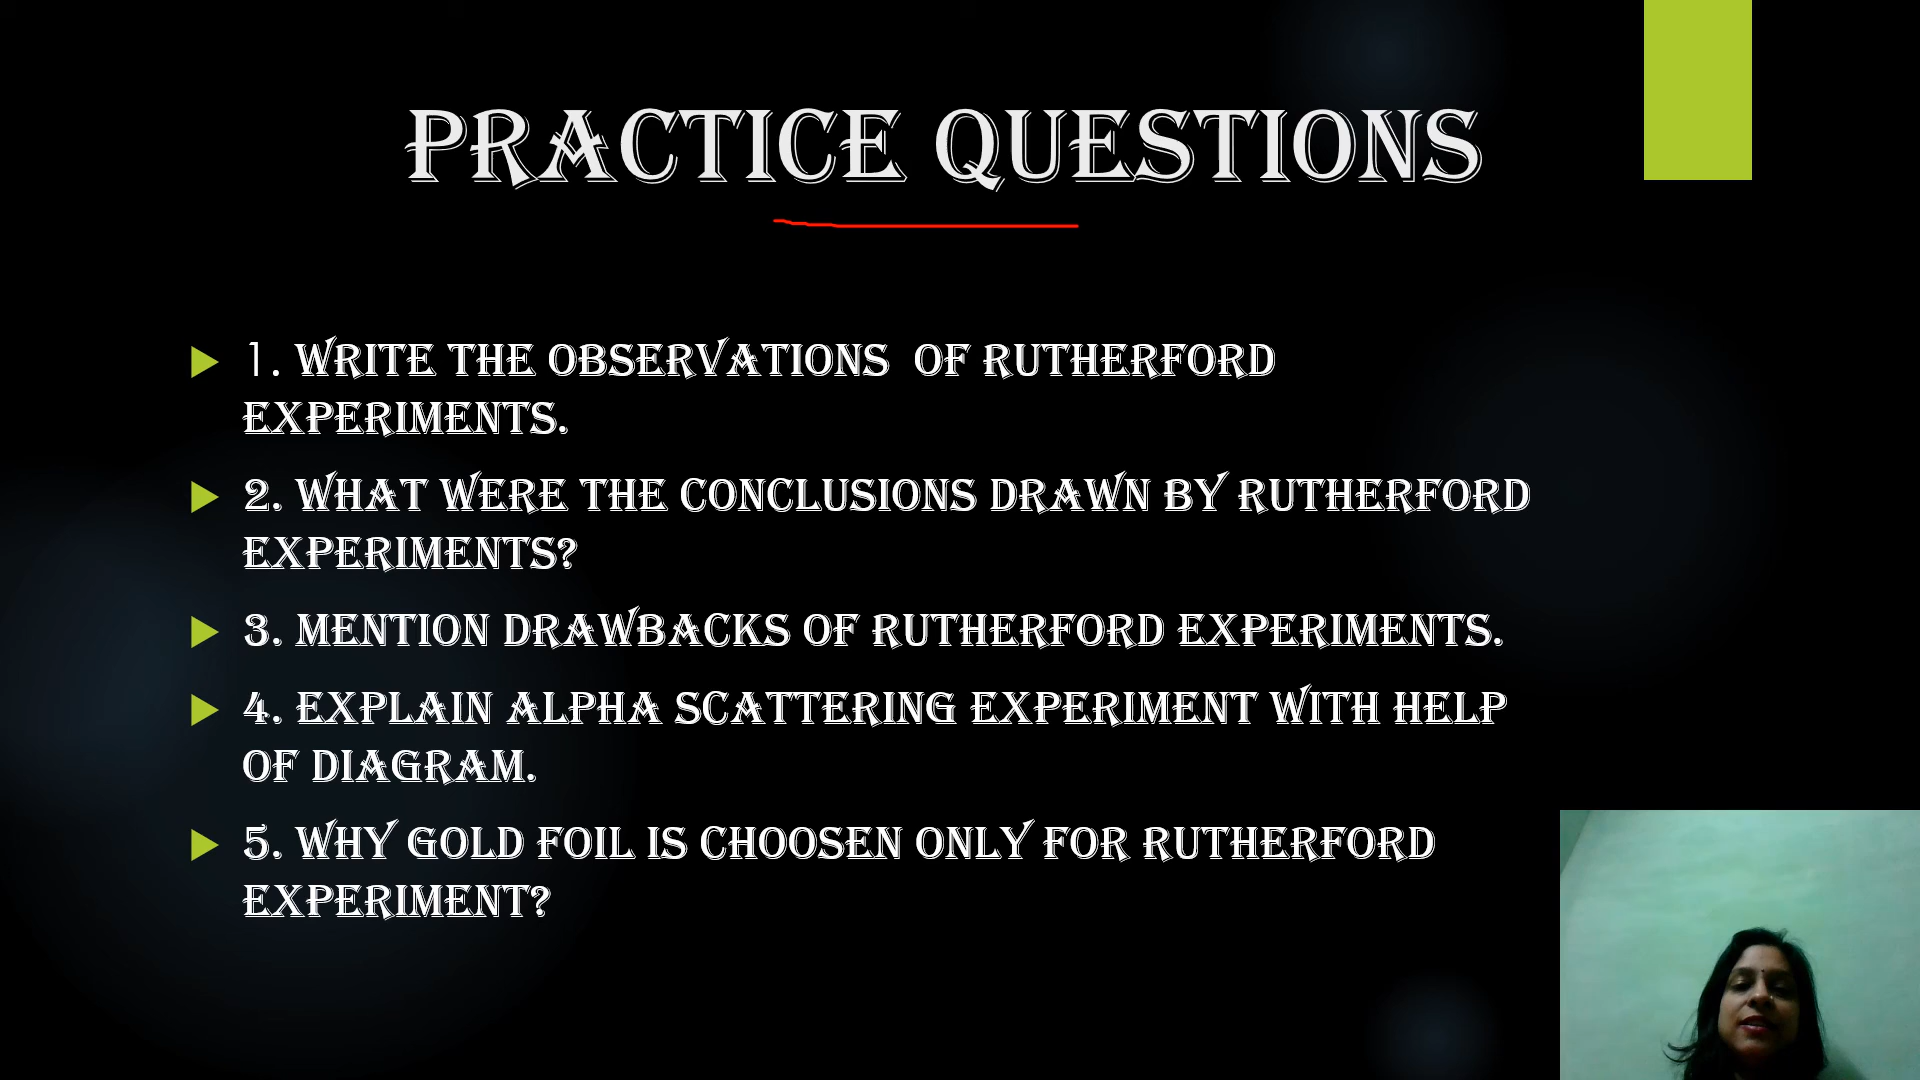 PRACTICE QUESTIONS
1. WRITE THE OBSERVATIONS OF RUTHERFORD
EXPERIMENTS.
2. WHAT WERE THE CONCLUSIONS DRAWN BY RUTHERFORD
EXPERIMENTS?
3. MENTION DRAWBACKS OF RUTHERFORD EXPERIMENTS.
4. EXPLAIN ALPHA SCATTERING EXPERIMENT WITH HELP
OF DIAGRAM.
5. WHY GOLD FOIL IS CHOOSEN ONLY FOR RUTHERFORD
EXPERIMENT?